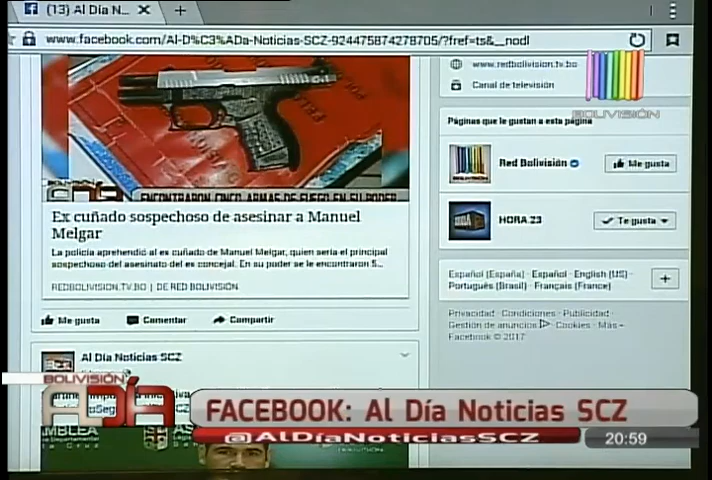 (13) Al Día N...
www.facebook.com/Al-D%C3%ADa-Noticias-SCZ-924475874278705/?fref=ts&__nodl
www.redbolivision.tv.bo
Canal de televisión
BOLIVISIÓN
Páginas que le gustan a esta página
Red Bolivisión
Me gusta
HORA 23
Te gusta
BOLIVISIÓN
ENCONTRARON CINCO ARMAS DE FUEGO EN SU PODER
Ex cuñado sospechoso de asesinar a Manuel
Melgar
La policía aprehendió al ex cuñado de Manuel Melgar, quien sería el principal
sospechoso del asesinato del ex concejal. En su poder se le encontraron 5...
REDBOLIVISION.TV.BO | DE RED BOLIVISIÓN
Me gusta Comentar Compartir
Español (España) · Español · English (US) ·
Português (Brasil) · Français (France)
+
Privacidad · Condiciones · Publicidad ·
Gestión de anuncios · Cookies · Más
Facebook © 2017
Al Día Noticias SCZ
BOLIVISIÓN
AL DÍA
FACEBOOK: Al Día Noticias SCZ
@AlDíaNoticiasSCZ
20:59